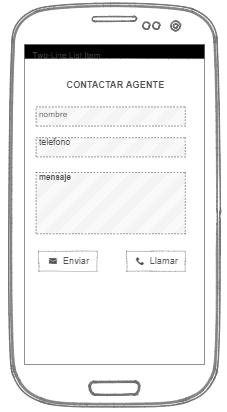 Two-Line List Item
CONTACTAR AGENTE
nombre
telefono
mensaje
Enviar
Llamar